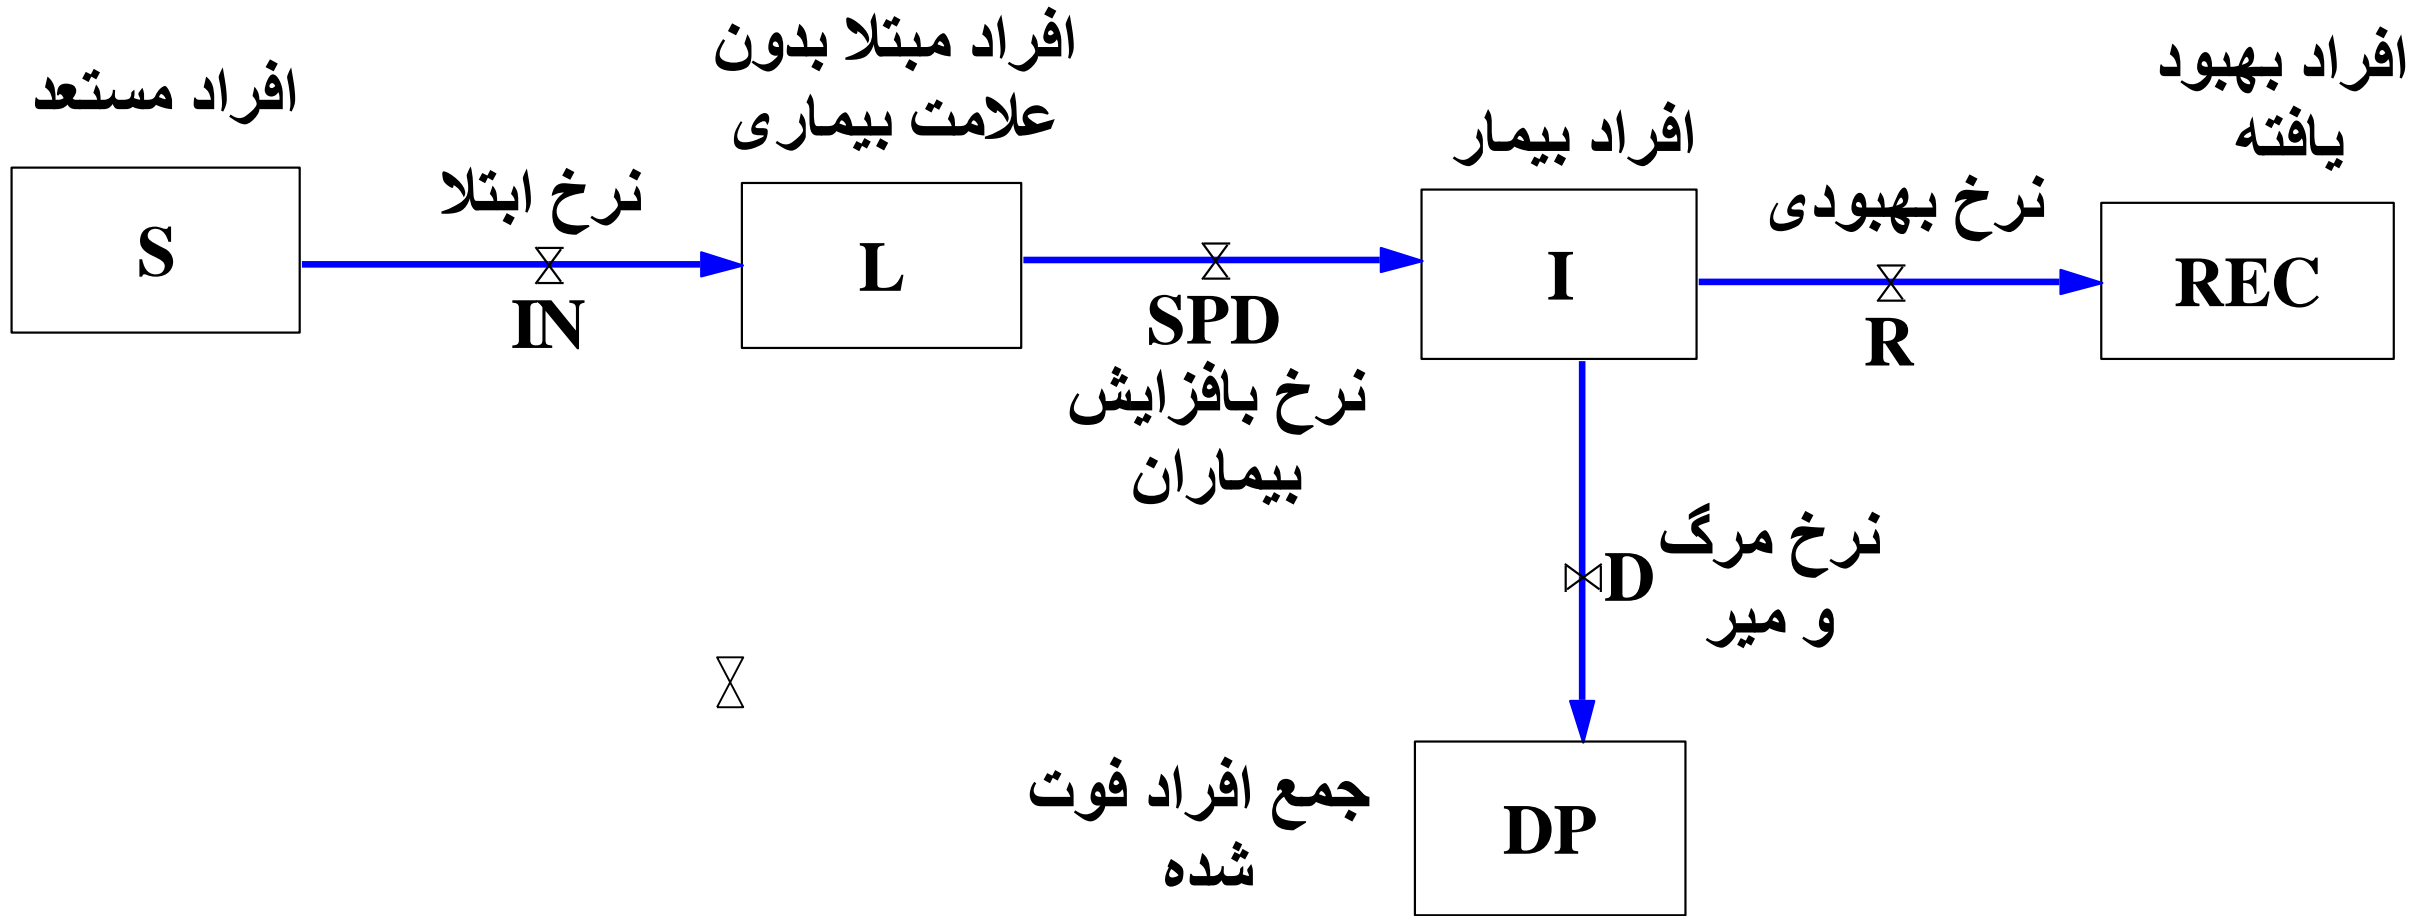 افراد مستعد
S
نرخ ابتلا
IN
افراد مبتلا بدون
علامت بیماری
L
SPD
نرخ بافزایش
بیماران
افراد بیمار
I
نرخ بهبودی
R
افراد بهبود
یافته
REC
نرخ مرگ
و میر
D
جمع افراد فوت
شده
DP